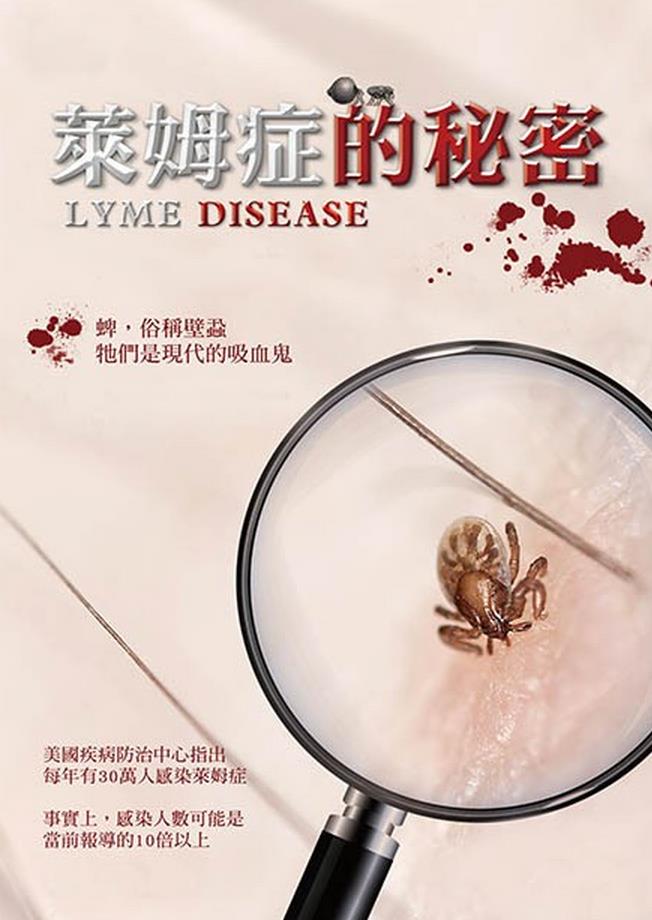 萊姆症的秘密
LYME DISEASE
蜱,俗稱壁蝨
牠們是現代的吸血鬼
美國疾病防治中心指出
每年有30萬人感染萊姆症
事實上,感染人數可能是
當前報導的10倍以上